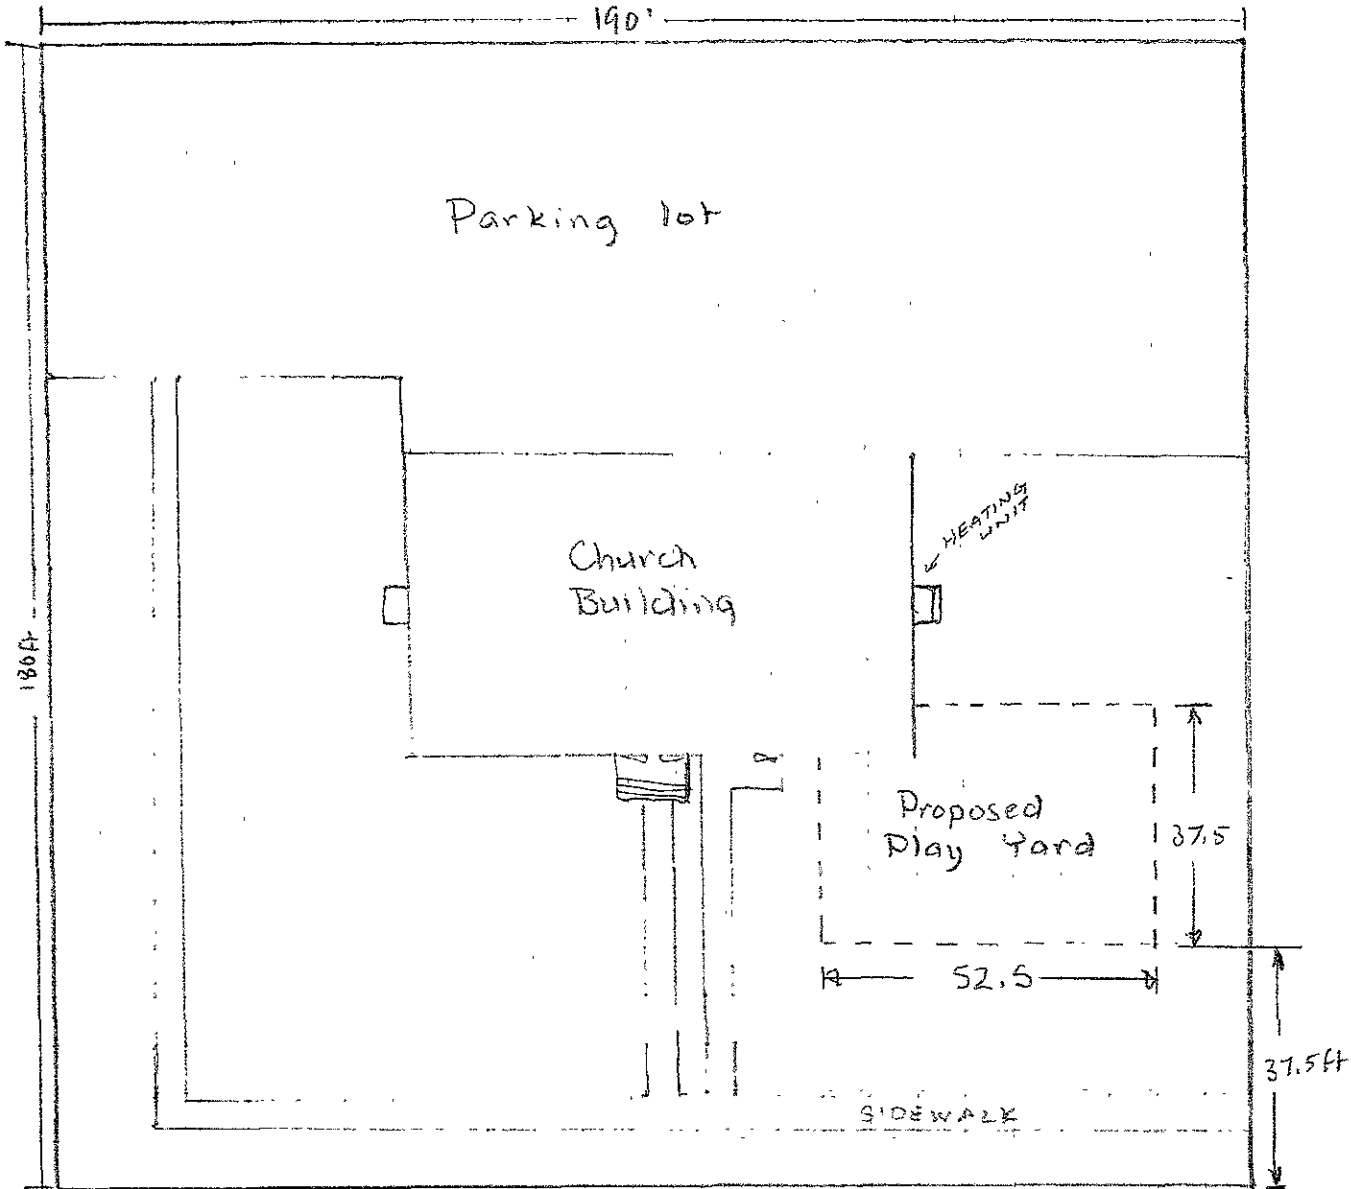 190'
Parking lot
HEATING
UNIT
Church
Building
180ft
Proposed
Play Yard
37.5
52.5
37.5ft
SIDEWALK